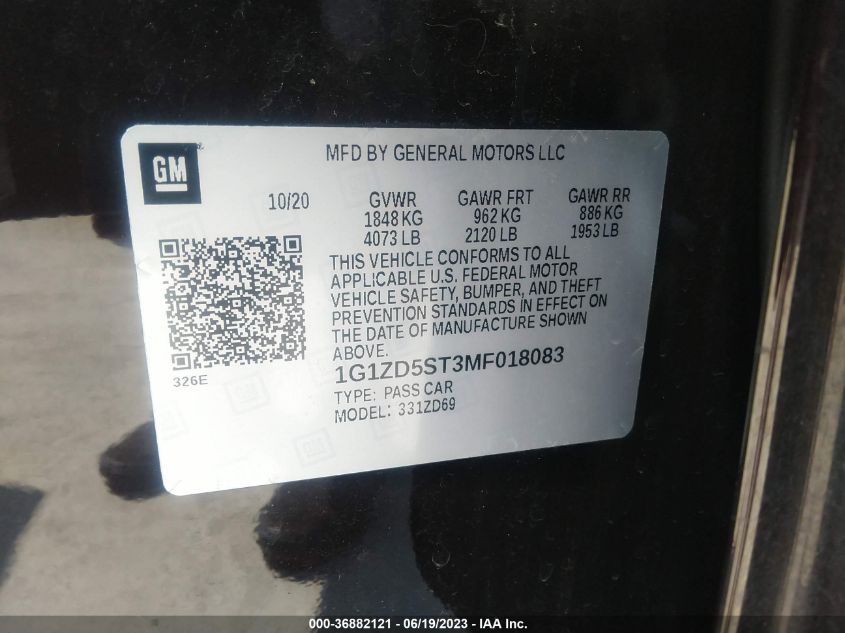 GM
MFD BY GENERAL MOTORS LLC
10/20 GVWR GAWR FRT GAWR RR
1848 KG 962 KG 886 KG
4073 LB 2120 LB 1953 LB
THIS VEHICLE CONFORMS TO ALL
APPLICABLE U.S. FEDERAL MOTOR
VEHICLE SAFETY, BUMPER, AND THEFT
PREVENTION STANDARDS IN EFFECT ON
THE DATE OF MANUFACTURE SHOWN
ABOVE.
326E
1G1ZD5ST3MF018083
TYPE: PASS CAR
MODEL: 331ZD69
000-36882121 - 06/19/2023 - IAA Inc.